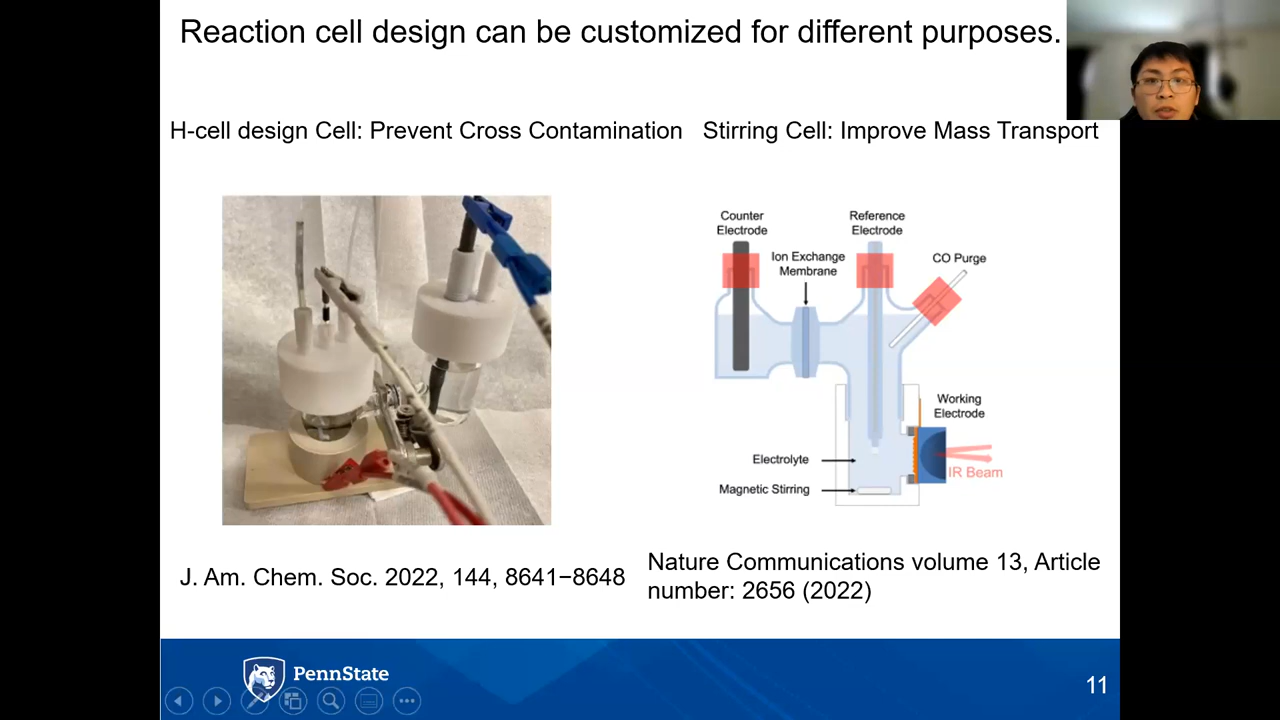 Reaction cell design can be customized for different purposes.
H-cell design Cell: Prevent Cross Contamination
Stirring Cell: Improve Mass Transport
Counter
Electrode
Reference
Electrode
Ion Exchange
Membrane
CO Purge
Working
Electrode
Electrolyte
IR Beam
Magnetic Stirring
J. Am. Chem. Soc. 2022, 144, 8641−8648
Nature Communications volume 13, Article
number: 2656 (2022)
PennState
11